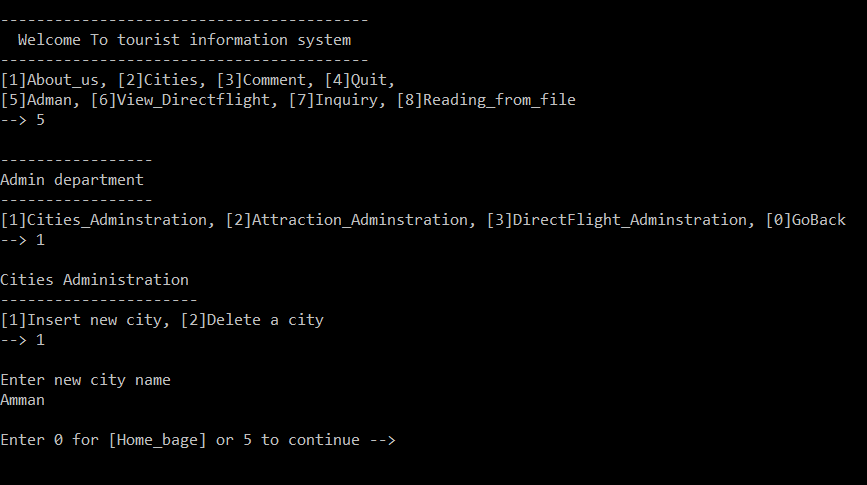 -----------------------------------------
  Welcome To tourist information system
-----------------------------------------
[1]About_us, [2]Cities, [3]Comment, [4]Quit,
[5]Adman, [6]View_Directflight, [7]Inquiry, [8]Reading_from_file
--> 5
-----------------
Admin department
-----------------
[1]Cities_Adminstration, [2]Attraction_Adminstration, [3]DirectFlight_Adminstration, [0]GoBack
--> 1
Cities Administration
----------------------
[1]Insert new city, [2]Delete a city
--> 1
Enter new city name
Amman
Enter 0 for [Home_bage] or 5 to continue -->